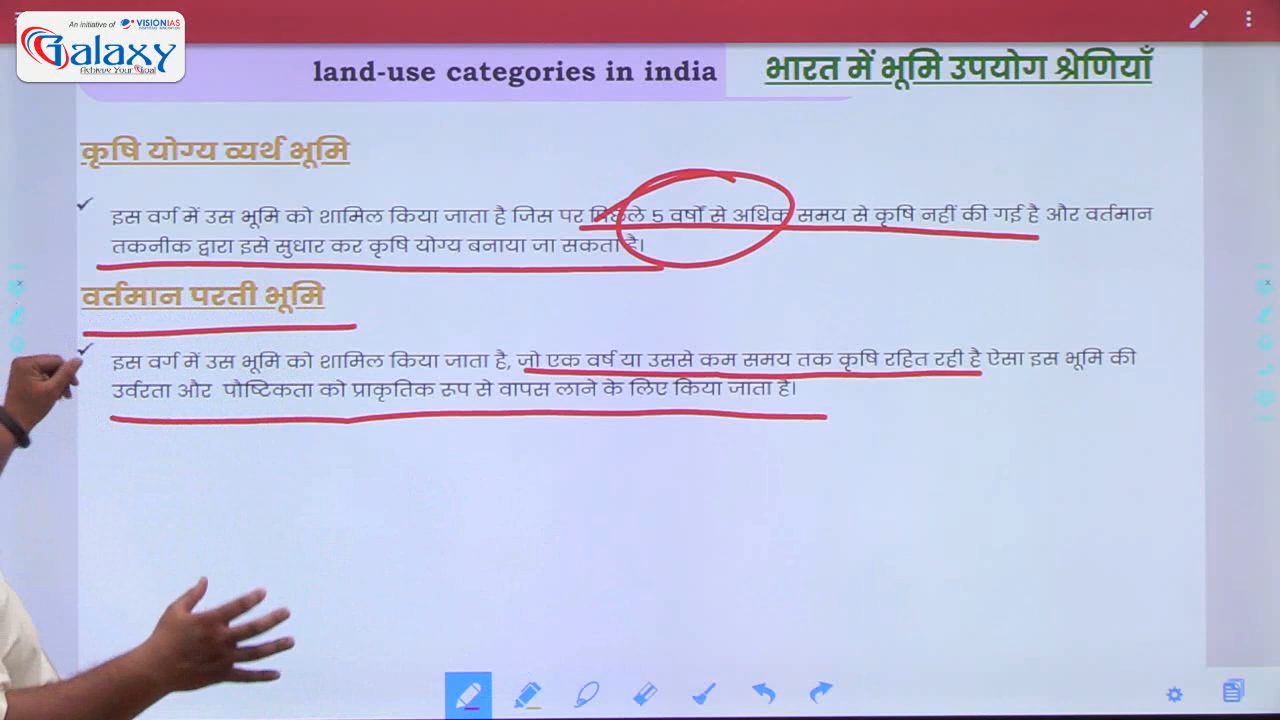 An initiative of VISIONIAS
Galaxy
Achieve Your Goal
land-use categories in india
भारत में भूमि उपयोग श्रेणियाँ
कृषि योग्य व्यर्थ भूमि
इस वर्ग में उस भूमि को शामिल किया जाता है जिस पर पिछले 5 वर्षों से अधिक समय से कृषि नहीं की गई है और वर्तमान
तकनीक द्वारा इसे सुधार कर कृषि योग्य बनाया जा सकता है।
वर्तमान परती भूमि
इस वर्ग में उस भूमि को शामिल किया जाता है, जो एक वर्ष या उससे कम समय तक कृषि रहित रही है ऐसा इस भूमि की
उर्वरता और पौष्टिकता को प्राकृतिक रूप से वापस लाने के लिए किया जाता है।